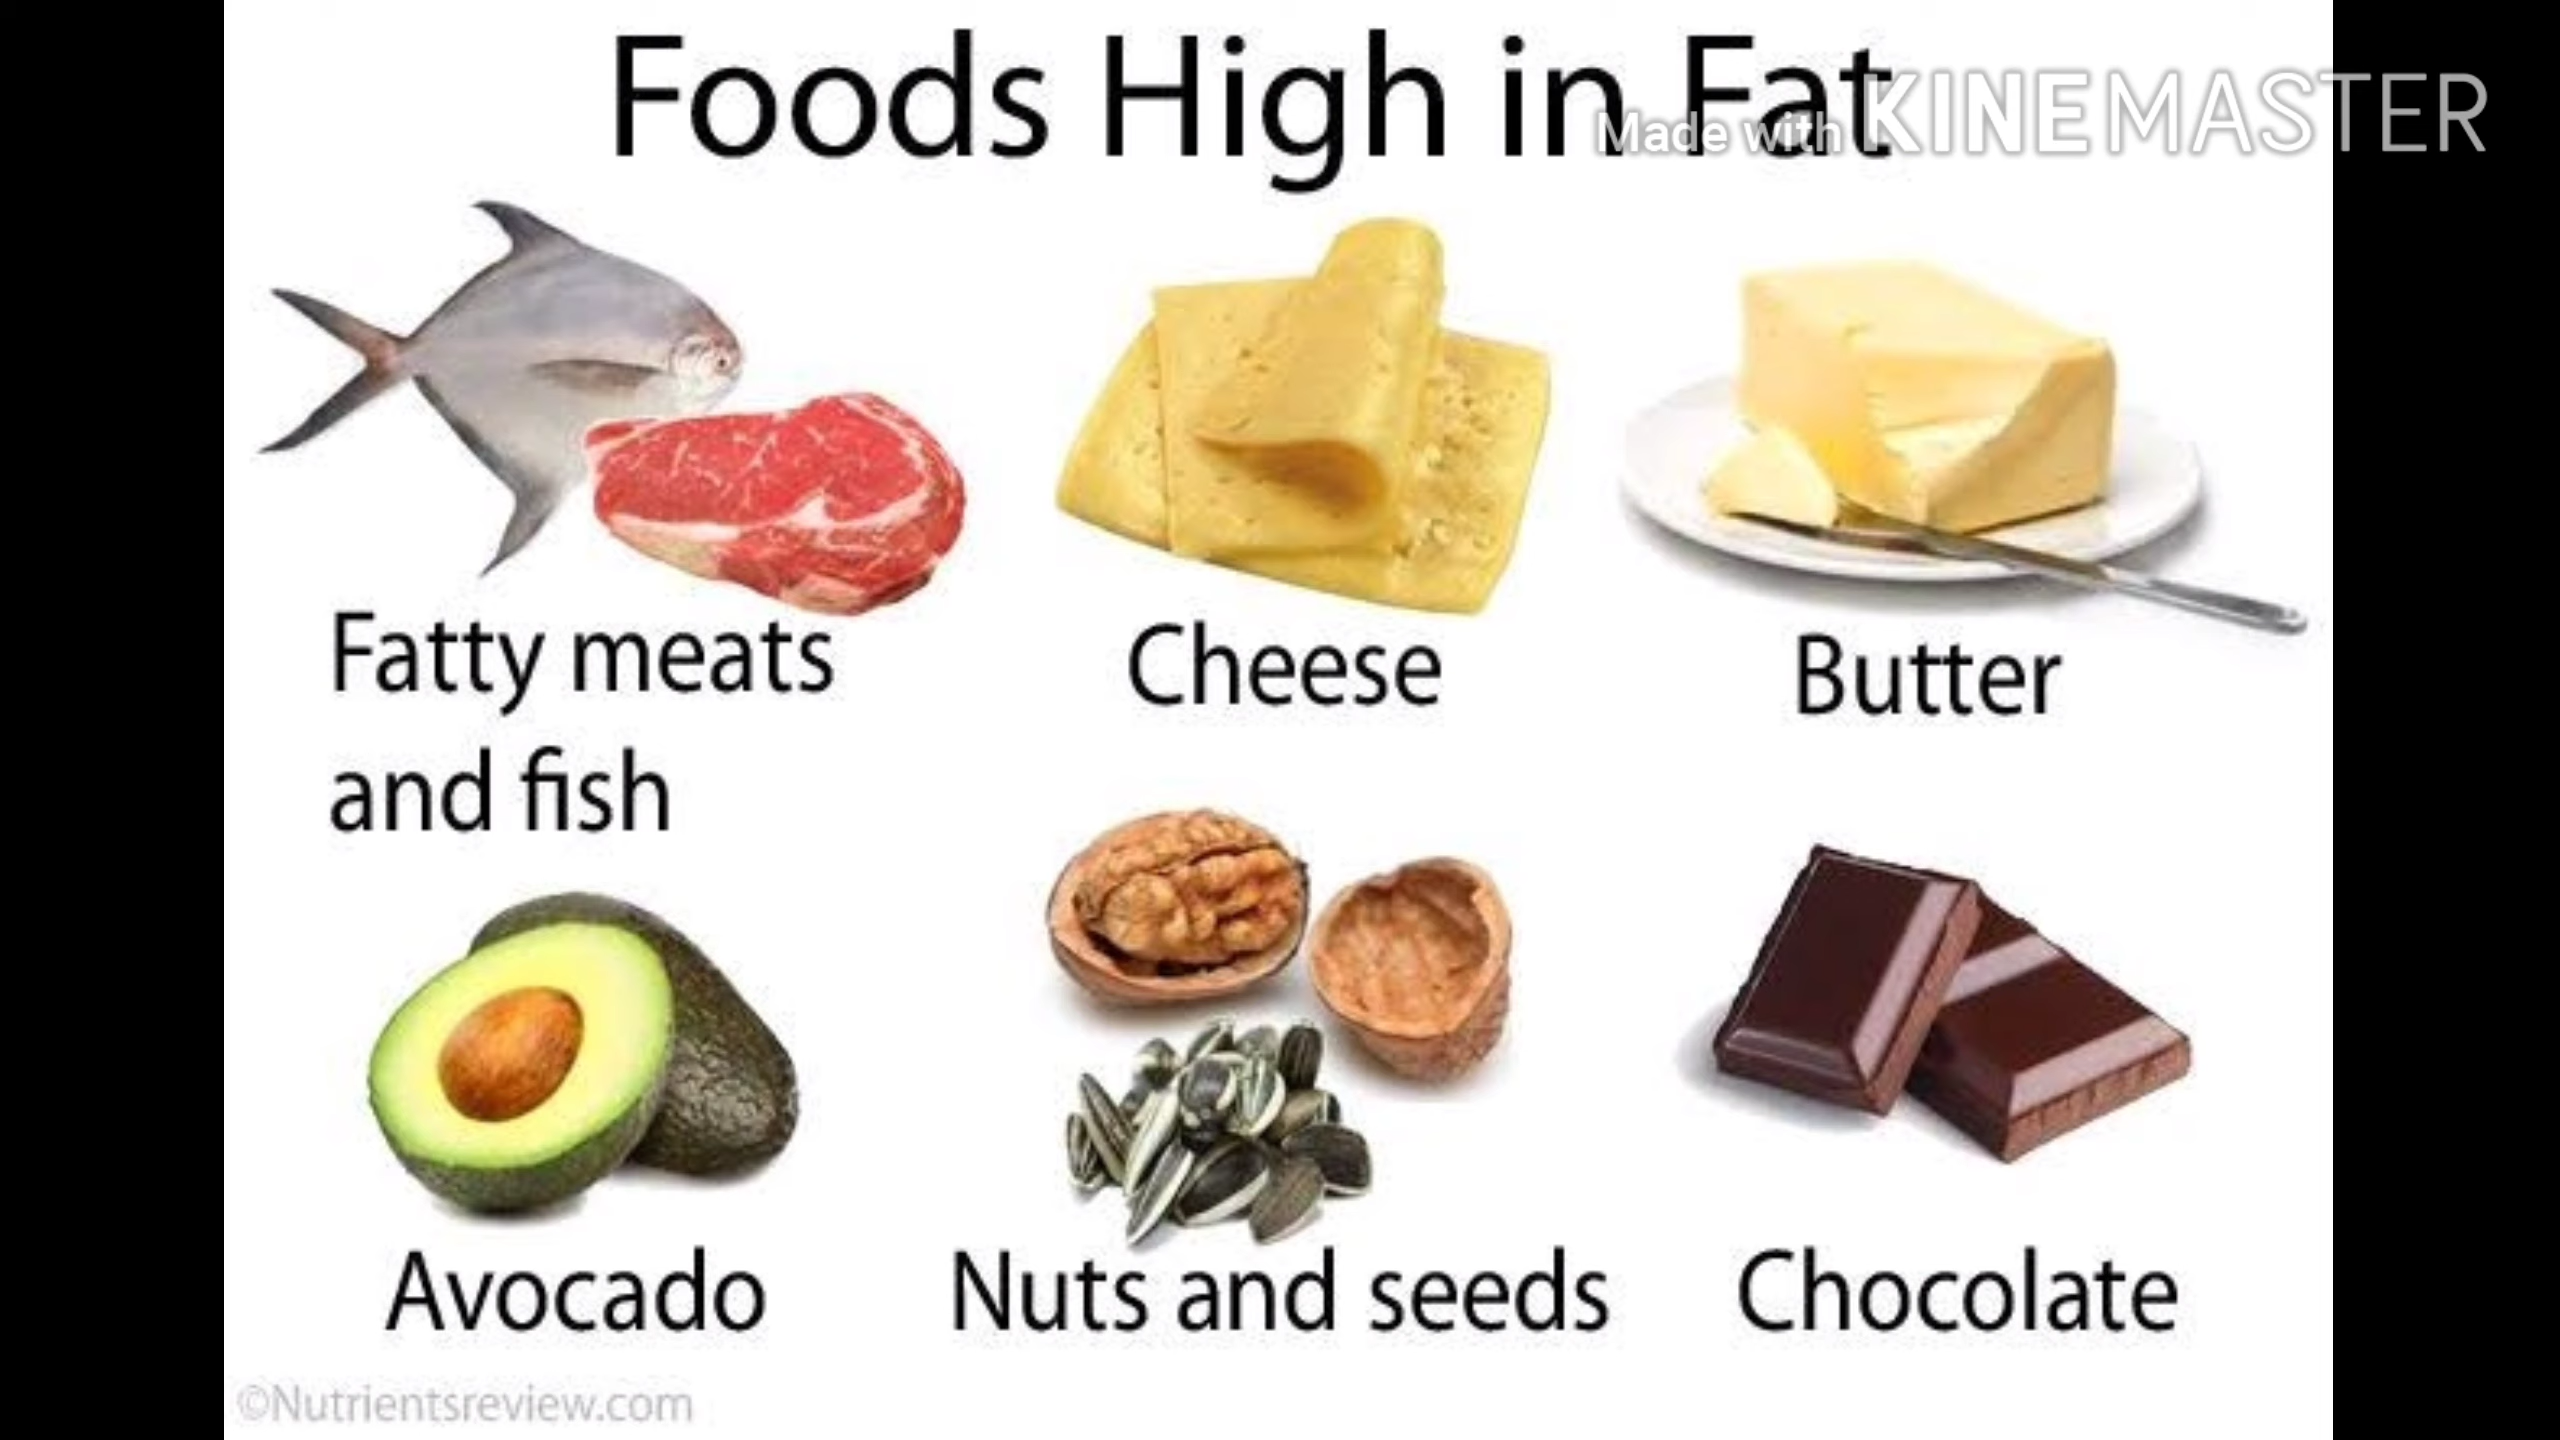 Foods High in Fat
Made with KINEMASTER
Fatty meats
and fish
Cheese
Butter
Avocado
Nuts and seeds
Chocolate
©Nutrientsreview.com